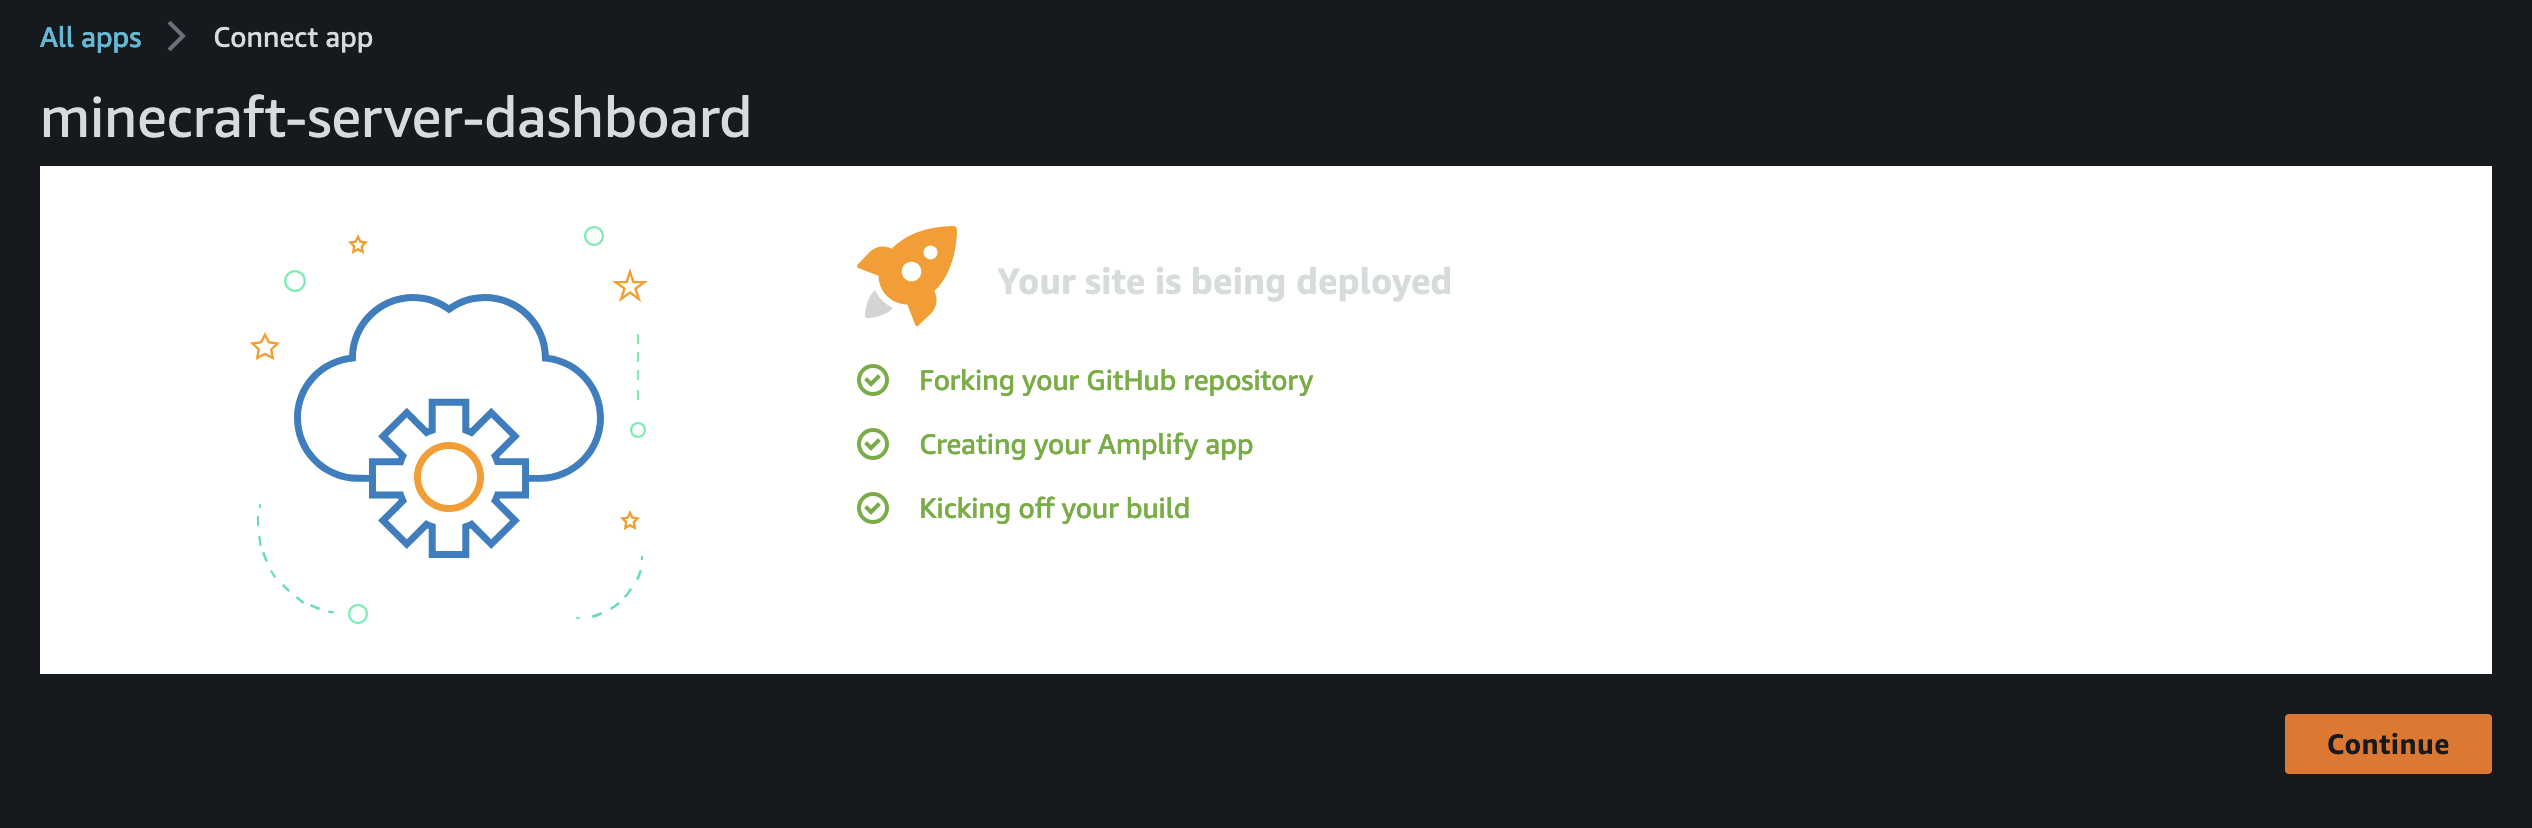 All apps
Connect app
minecraft-server-dashboard
Your site is being deployed
Forking your GitHub repository
Creating your Amplify app
Kicking off your build
Continue